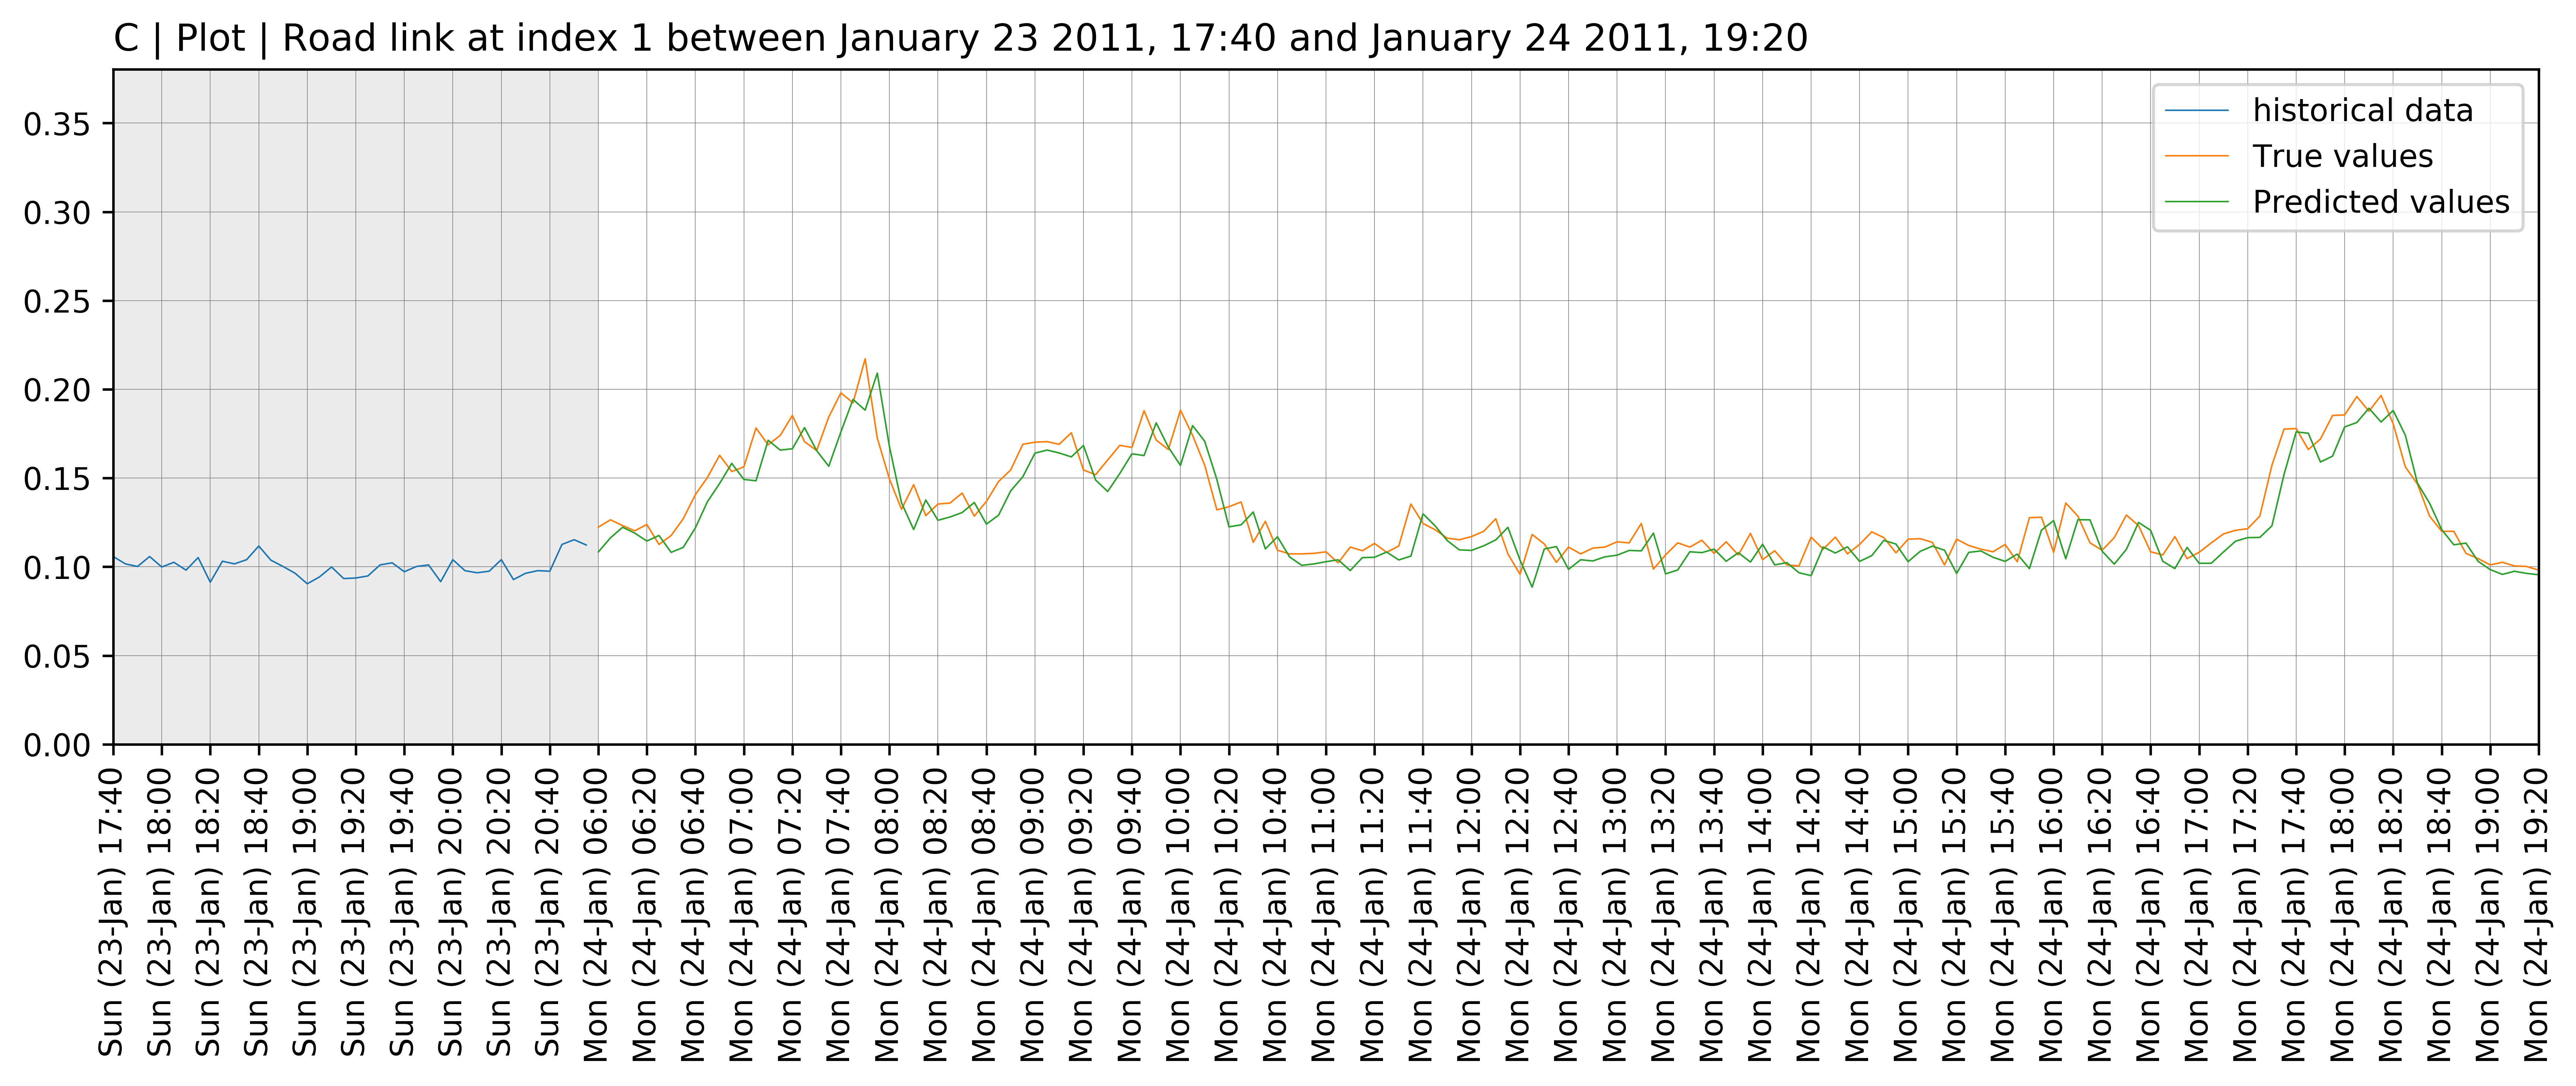 C | Plot | Road link at index 1 between January 23 2011, 17:40 and January 24 2011, 19:20
historical data
True values
Predicted values
0.35
0.30
0.25
0.20
0.15
0.10
0.05
0.00
Sun (23-Jan) 17:40
Sun (23-Jan) 18:00
Sun (23-Jan) 18:20
Sun (23-Jan) 18:40
Sun (23-Jan) 19:00
Sun (23-Jan) 19:20
Sun (23-Jan) 19:40
Sun (23-Jan) 20:00
Sun (23-Jan) 20:20
Sun (23-Jan) 20:40
Mon (24-Jan) 06:00
Mon (24-Jan) 06:20
Mon (24-Jan) 06:40
Mon (24-Jan) 07:00
Mon (24-Jan) 07:20
Mon (24-Jan) 07:40
Mon (24-Jan) 08:00
Mon (24-Jan) 08:20
Mon (24-Jan) 08:40
Mon (24-Jan) 09:00
Mon (24-Jan) 09:20
Mon (24-Jan) 09:40
Mon (24-Jan) 10:00
Mon (24-Jan) 10:20
Mon (24-Jan) 10:40
Mon (24-Jan) 11:00
Mon (24-Jan) 11:20
Mon (24-Jan) 11:40
Mon (24-Jan) 12:00
Mon (24-Jan) 12:20
Mon (24-Jan) 12:40
Mon (24-Jan) 13:00
Mon (24-Jan) 13:20
Mon (24-Jan) 13:40
Mon (24-Jan) 14:00
Mon (24-Jan) 14:20
Mon (24-Jan) 14:40
Mon (24-Jan) 15:00
Mon (24-Jan) 15:20
Mon (24-Jan) 15:40
Mon (24-Jan) 16:00
Mon (24-Jan) 16:20
Mon (24-Jan) 16:40
Mon (24-Jan) 17:00
Mon (24-Jan) 17:20
Mon (24-Jan) 17:40
Mon (24-Jan) 18:00
Mon (24-Jan) 18:20
Mon (24-Jan) 18:40
Mon (24-Jan) 19:00
Mon (24-Jan) 19:20